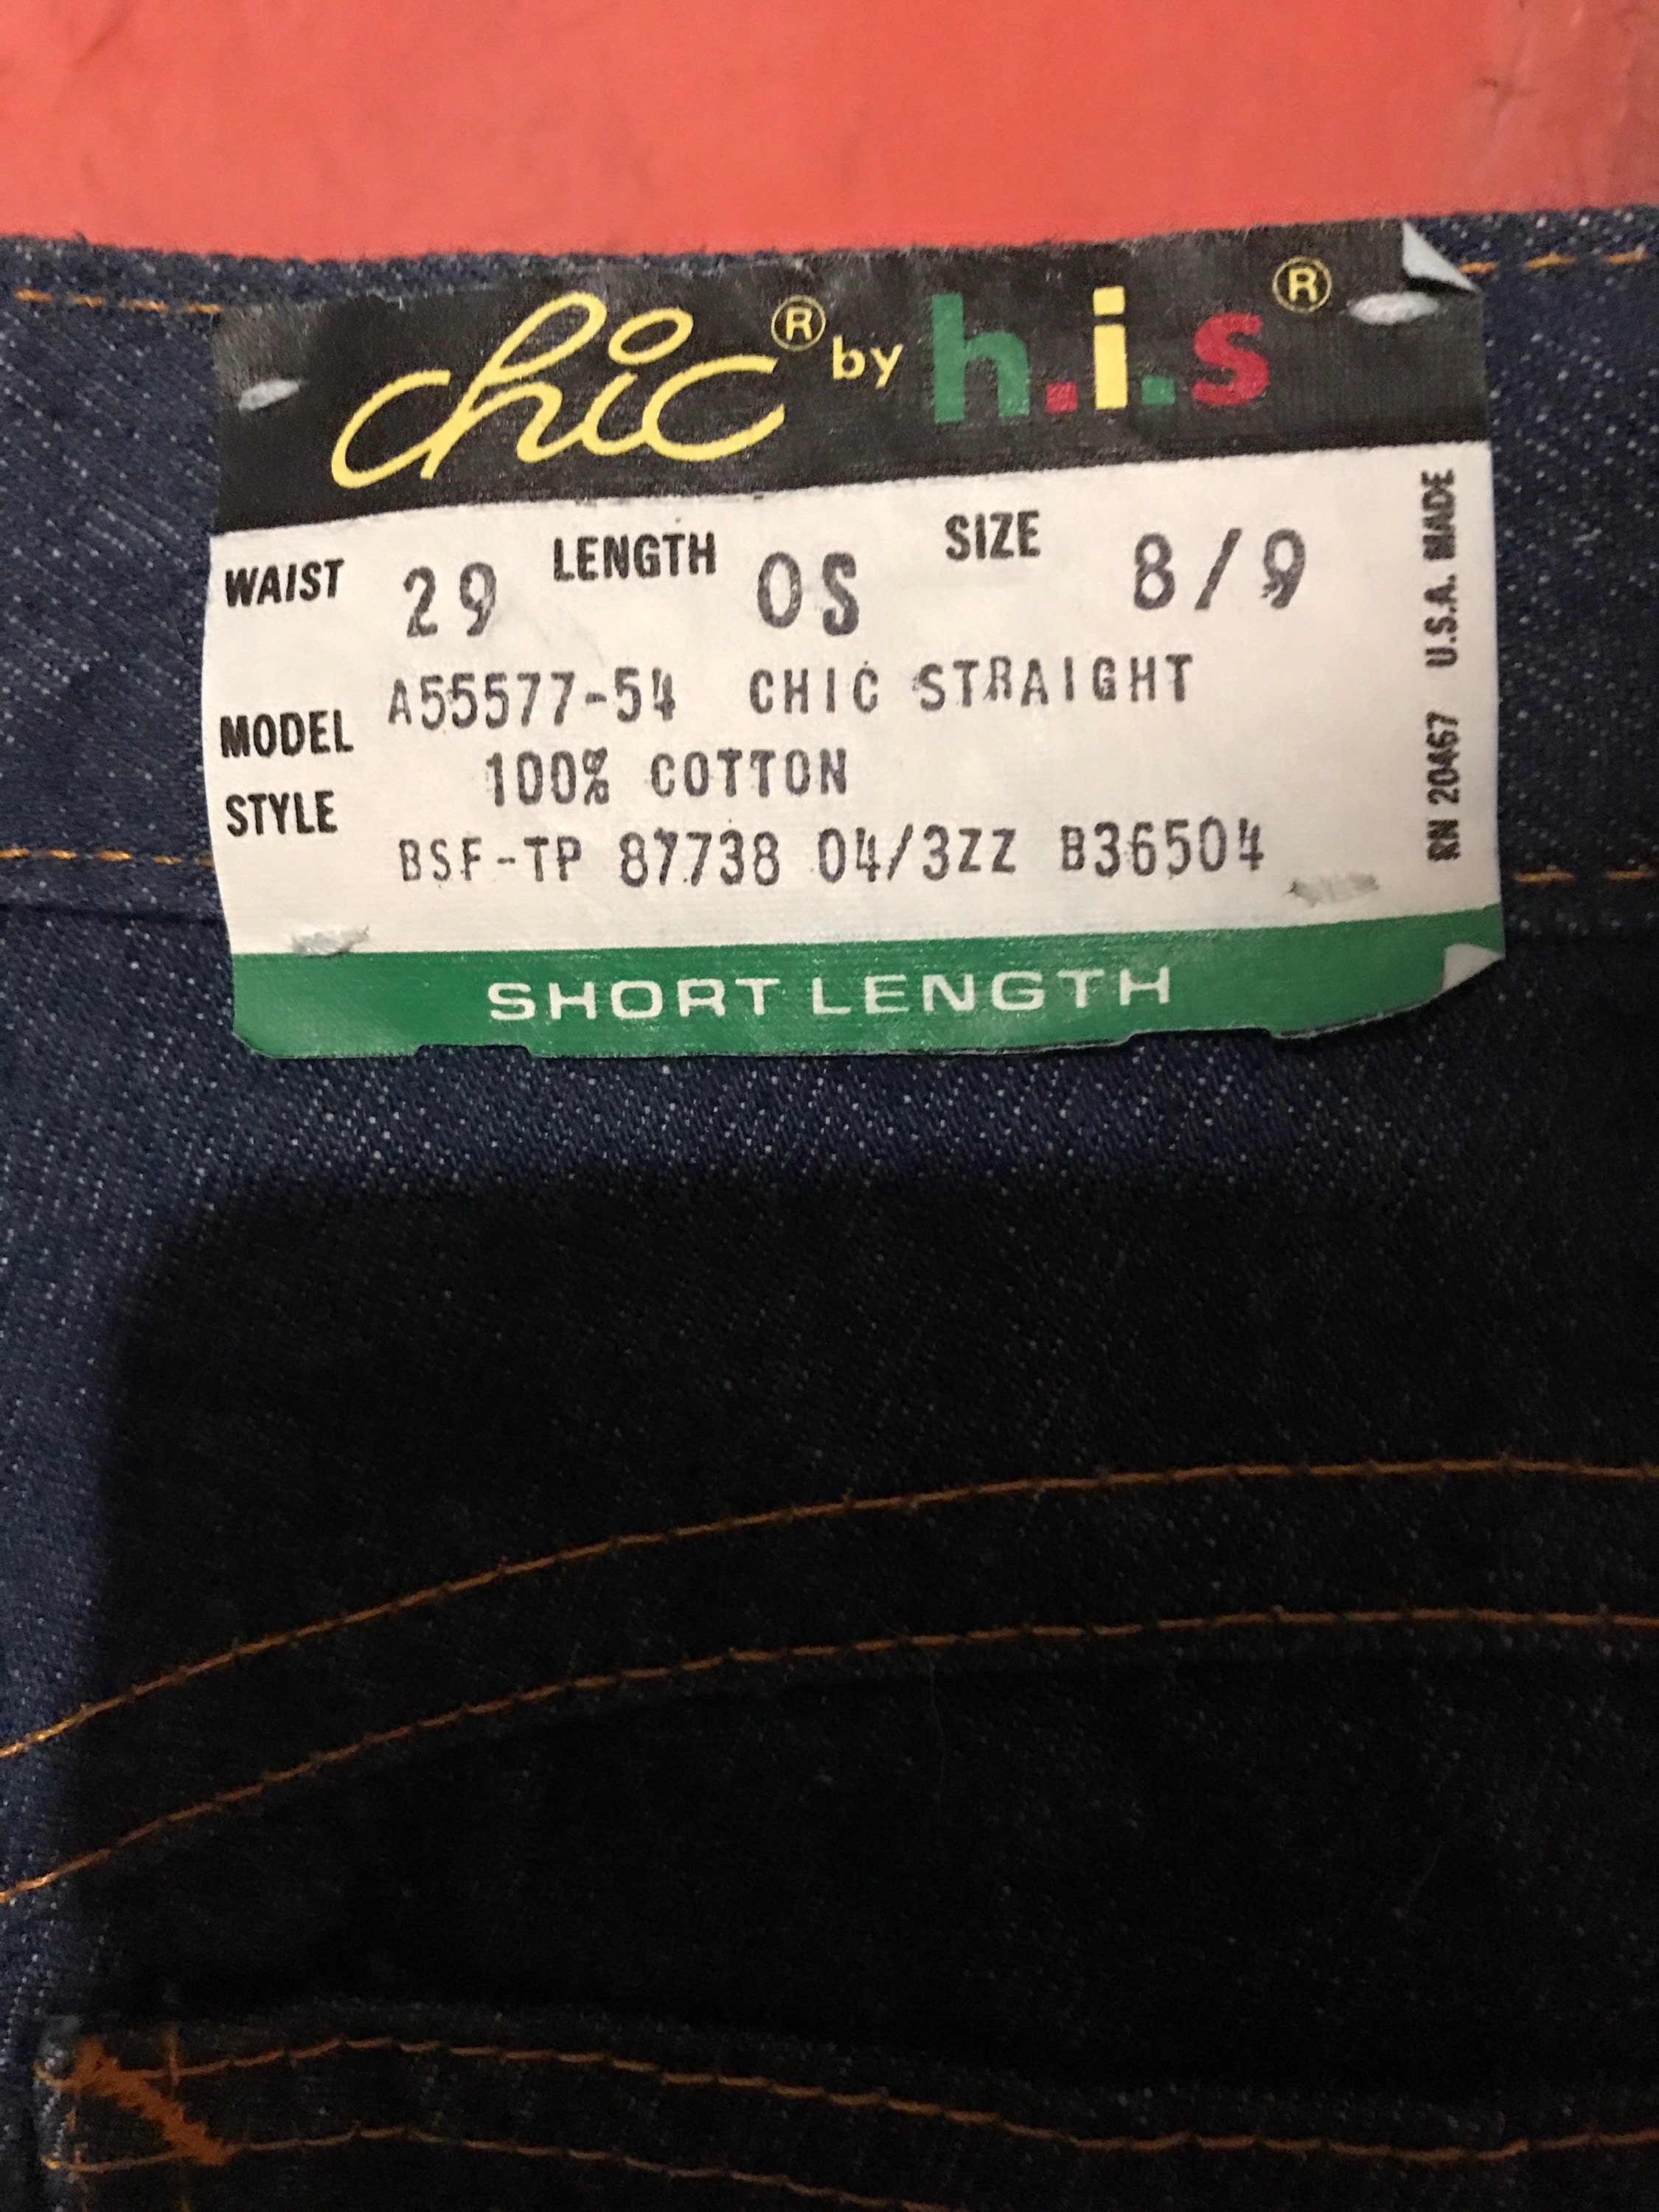 chic® by h.i.s®
WAIST 29 LENGTH OS SIZE 8/9
MODEL A55577-54 CHIC STRAIGHT
STYLE 100% COTTON
BSF-TP 87738 04/3ZZ B36504
RN 20467 U.S.A. MADE
SHORT LENGTH